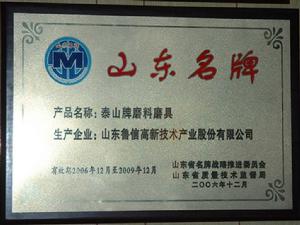 山东名牌
产品名称：泰山牌磨料磨具
生产企业：山东鲁信高新技术产业股份有限公司
有效期2006年12月至2009年12月
山东省名牌战略推进委员会
山东省质量技术监督局
二〇〇六年十二月